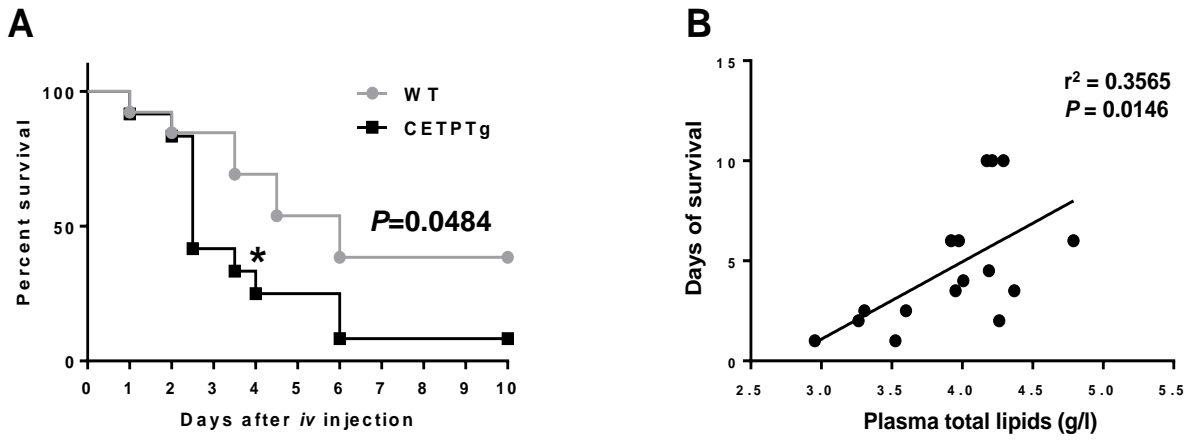 A
100
50
0
Percent survival
WT
CETPTg
P=0.0484
*
0 1 2 3 4 5 6 7 8 9 10
Days after iv injection
B
15
10
5
0
Days of survival
r² = 0.3565
P = 0.0146
2.5 3.0 3.5 4.0 4.5 5.0 5.5
Plasma total lipids (g/l)